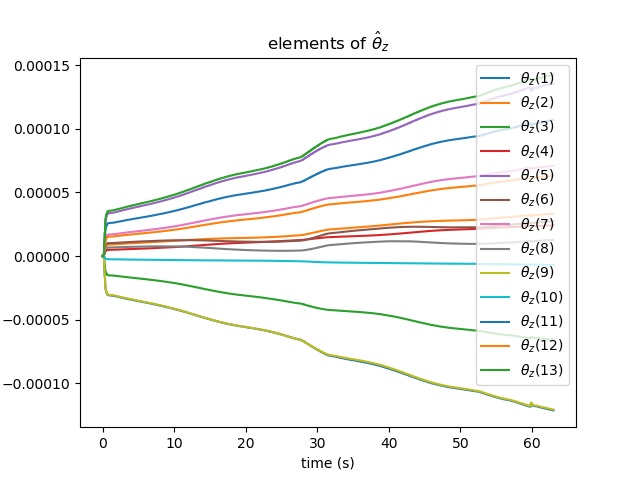 elements of θ̂z
0.00015
0.00010
0.00005
0.00000
−0.00005
−0.00010
0 10 20 30 40 50 60
time (s)
θz(1)
θz(2)
θz(3)
θz(4)
θz(5)
θz(6)
θz(7)
θz(8)
θz(9)
θz(10)
θz(11)
θz(12)
θz(13)